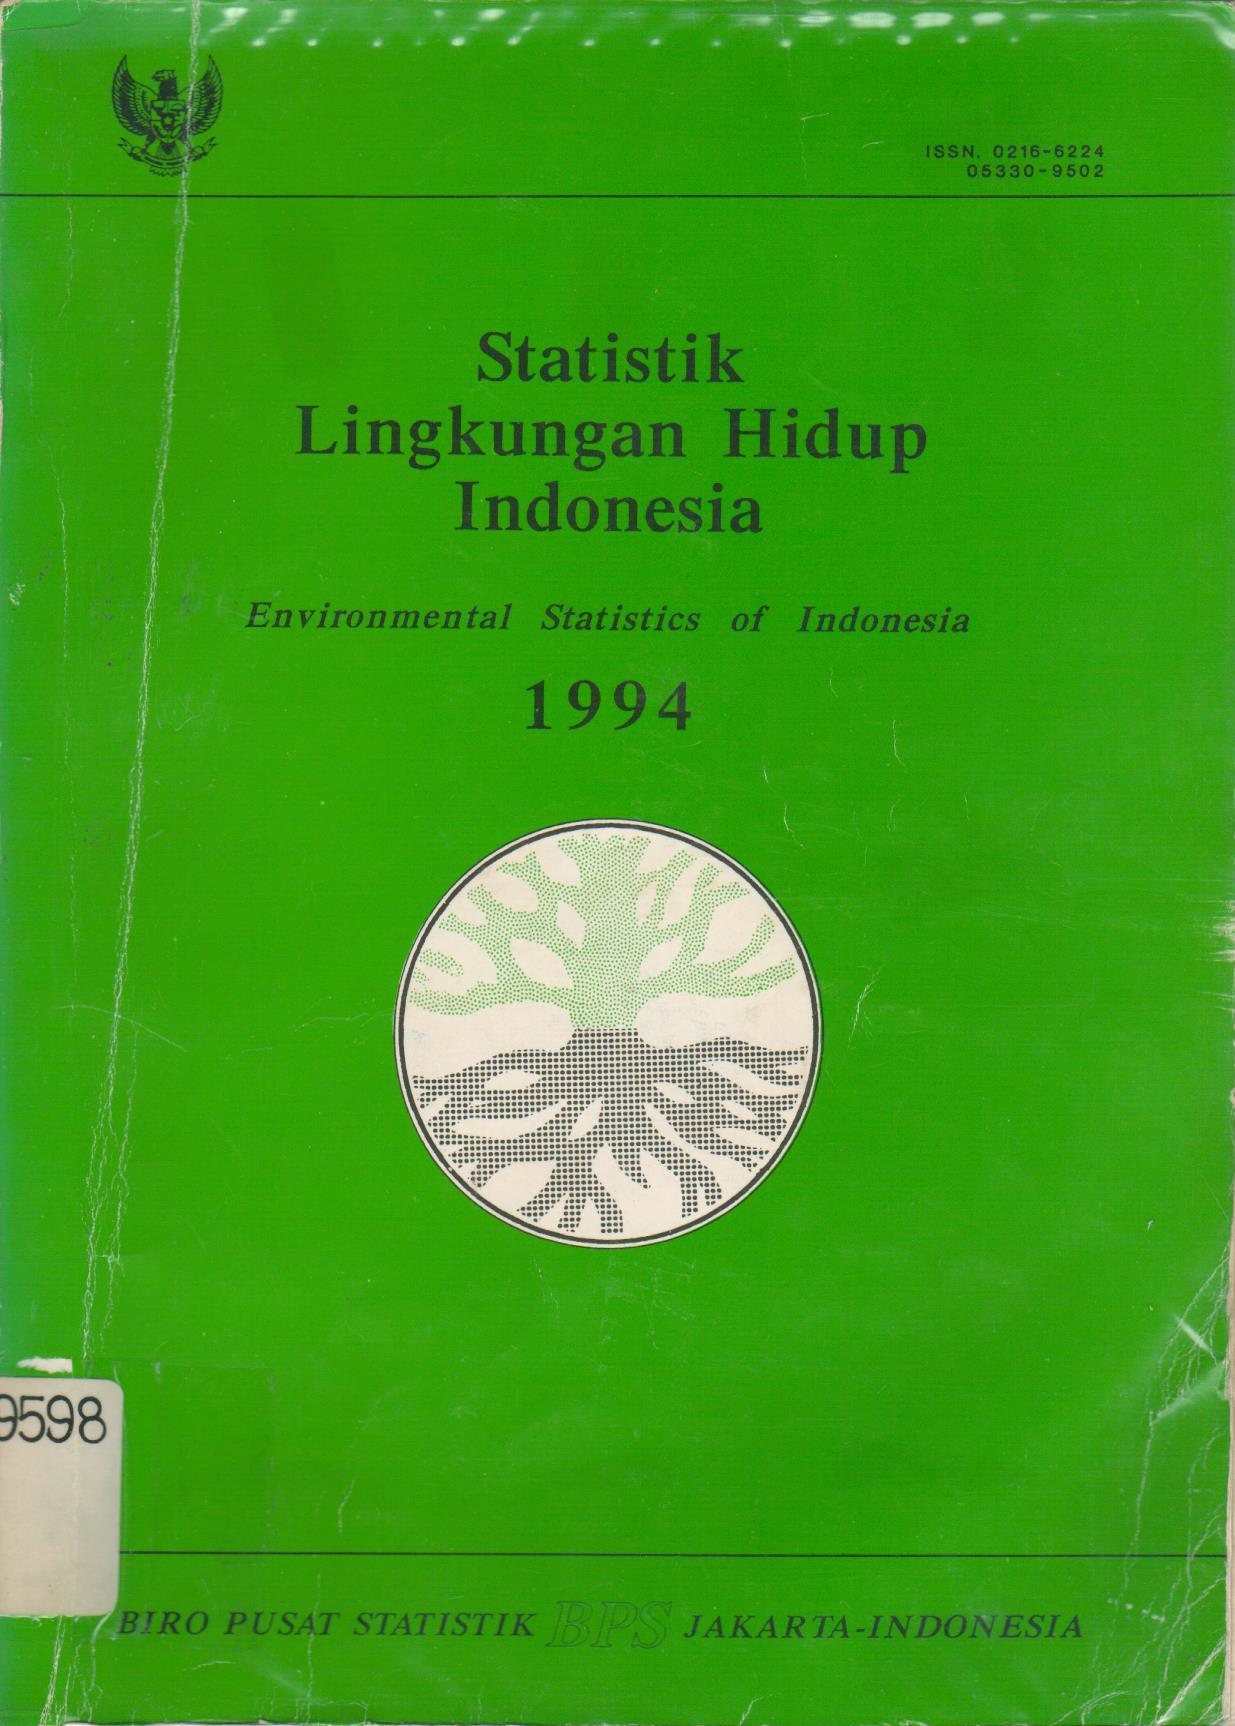 ISSN. 0216-6224
05330-9502
Statistik
Lingkungan Hidup
Indonesia
Environmental Statistics of Indonesia
1994
9598
BIRO PUSAT STATISTIK BPS JAKARTA-INDONESIA